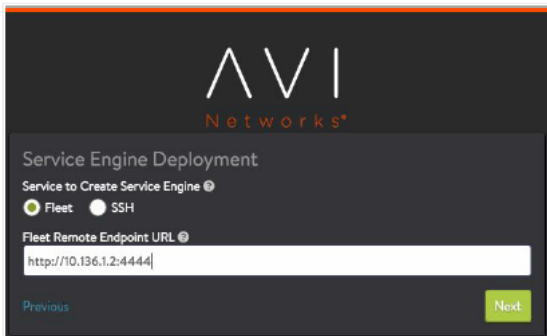 AVI
Networks®
Service Engine Deployment
Service to Create Service Engine
Fleet SSH
Fleet Remote Endpoint URL
http://10.136.1.2:4444
Previous Next